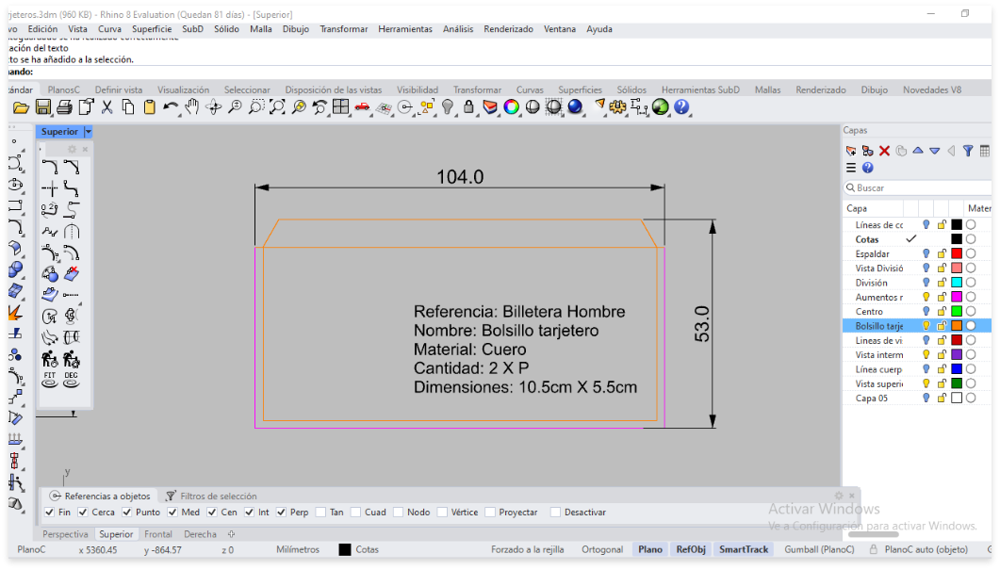 rjeteros.3dm (960 KB) - Rhino 8 Evaluation (Quedan 81 días) - [Superior]
vo Edición Vista Curva Superficie SubD Sólido Malla Dibujo Transformar Herramientas Análisis Renderizado Ventana Ayuda
ación del texto
to se ha añadido a la selección.
ando:
ándar PlanosC Definir vista Visualización Seleccionar Disposición de las vistas Visibilidad Transformar Curvas Superficies Sólidos Herramientas SubD Mallas Renderizado Dibujo Novedades V8
Superior
Capas
Buscar
Capa Mater
Líneas de cc
Cotas
Espaldar
Vista Divisió
División
Aumentos r
Centro
Bolsillo tarje
Lineas de vi
Vista interm
Línea cuerp
Vista superi
Capa 05
104.0
53.0
Referencia: Billetera Hombre
Nombre: Bolsillo tarjetero
Material: Cuero
Cantidad: 2 X P
Dimensiones: 10.5cm X 5.5cm
FIT DEG
y
Referencias a objetos Filtros de selección
Fin Cerca Punto Med Cen Int Perp Tan Cuad Nodo Vértice Proyectar Desactivar
Activar Windows
Ve a Configuración para activar Windows.
Perspectiva Superior Frontal Derecha
PlanoC x 5360.45 y -864.57 z 0 Milímetros Cotas Forzado a la rejilla Ortogonal Plano RefObj SmartTrack Gumball (PlanoC) PlanoC auto (objeto)